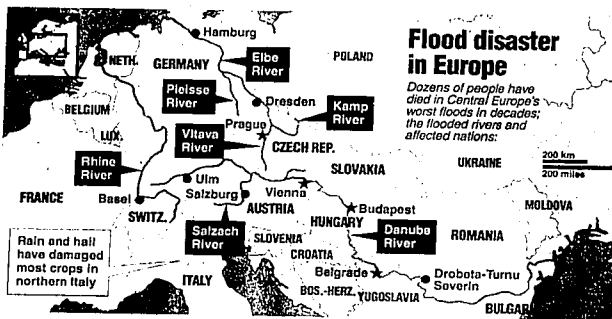 Flood disaster
in Europe
Dozens of people have
died in Central Europe's
worst floods in decades;
the flooded rivers and
affected nations:
200 km
200 miles
Hamburg
NETH.
GERMANY
Elbe
River
POLAND
Pleisse
River
Dresden
Kamp
River
BELGIUM
Vltava
River
Prague
CZECH REP.
LUX.
Rhine
River
SLOVAKIA
UKRAINE
Ulm
Salzburg
Vienna
FRANCE
Basel
SWITZ.
AUSTRIA
Budapest
MOLDOVA
HUNGARY
Salzach
River
Danube
River
ROMANIA
SLOVENIA
CROATIA
Rain and hail
have damaged
most crops in
northern Italy
ITALY
Belgrade
Drobeta-Turnu
Severin
BOS.-HERZ.
YUGOSLAVIA
BULGAR